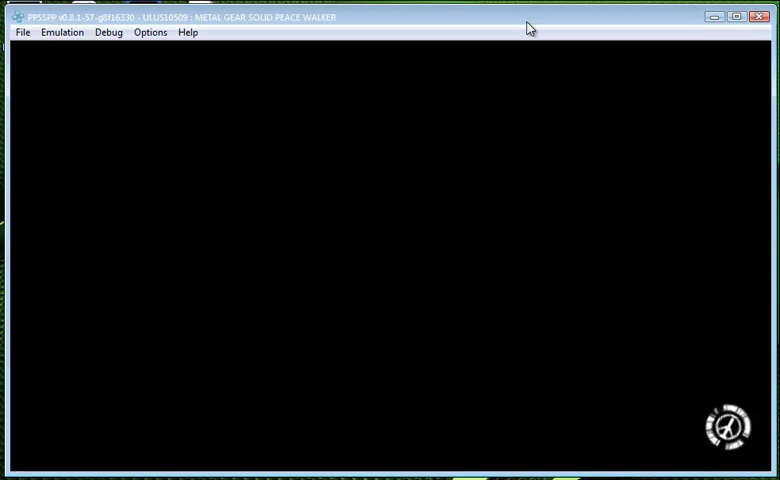 PPSSPP v0.8.1-57-g8f16330 - ULUS10509 : METAL GEAR SOLID PEACE WALKER
File Emulation Debug Options Help